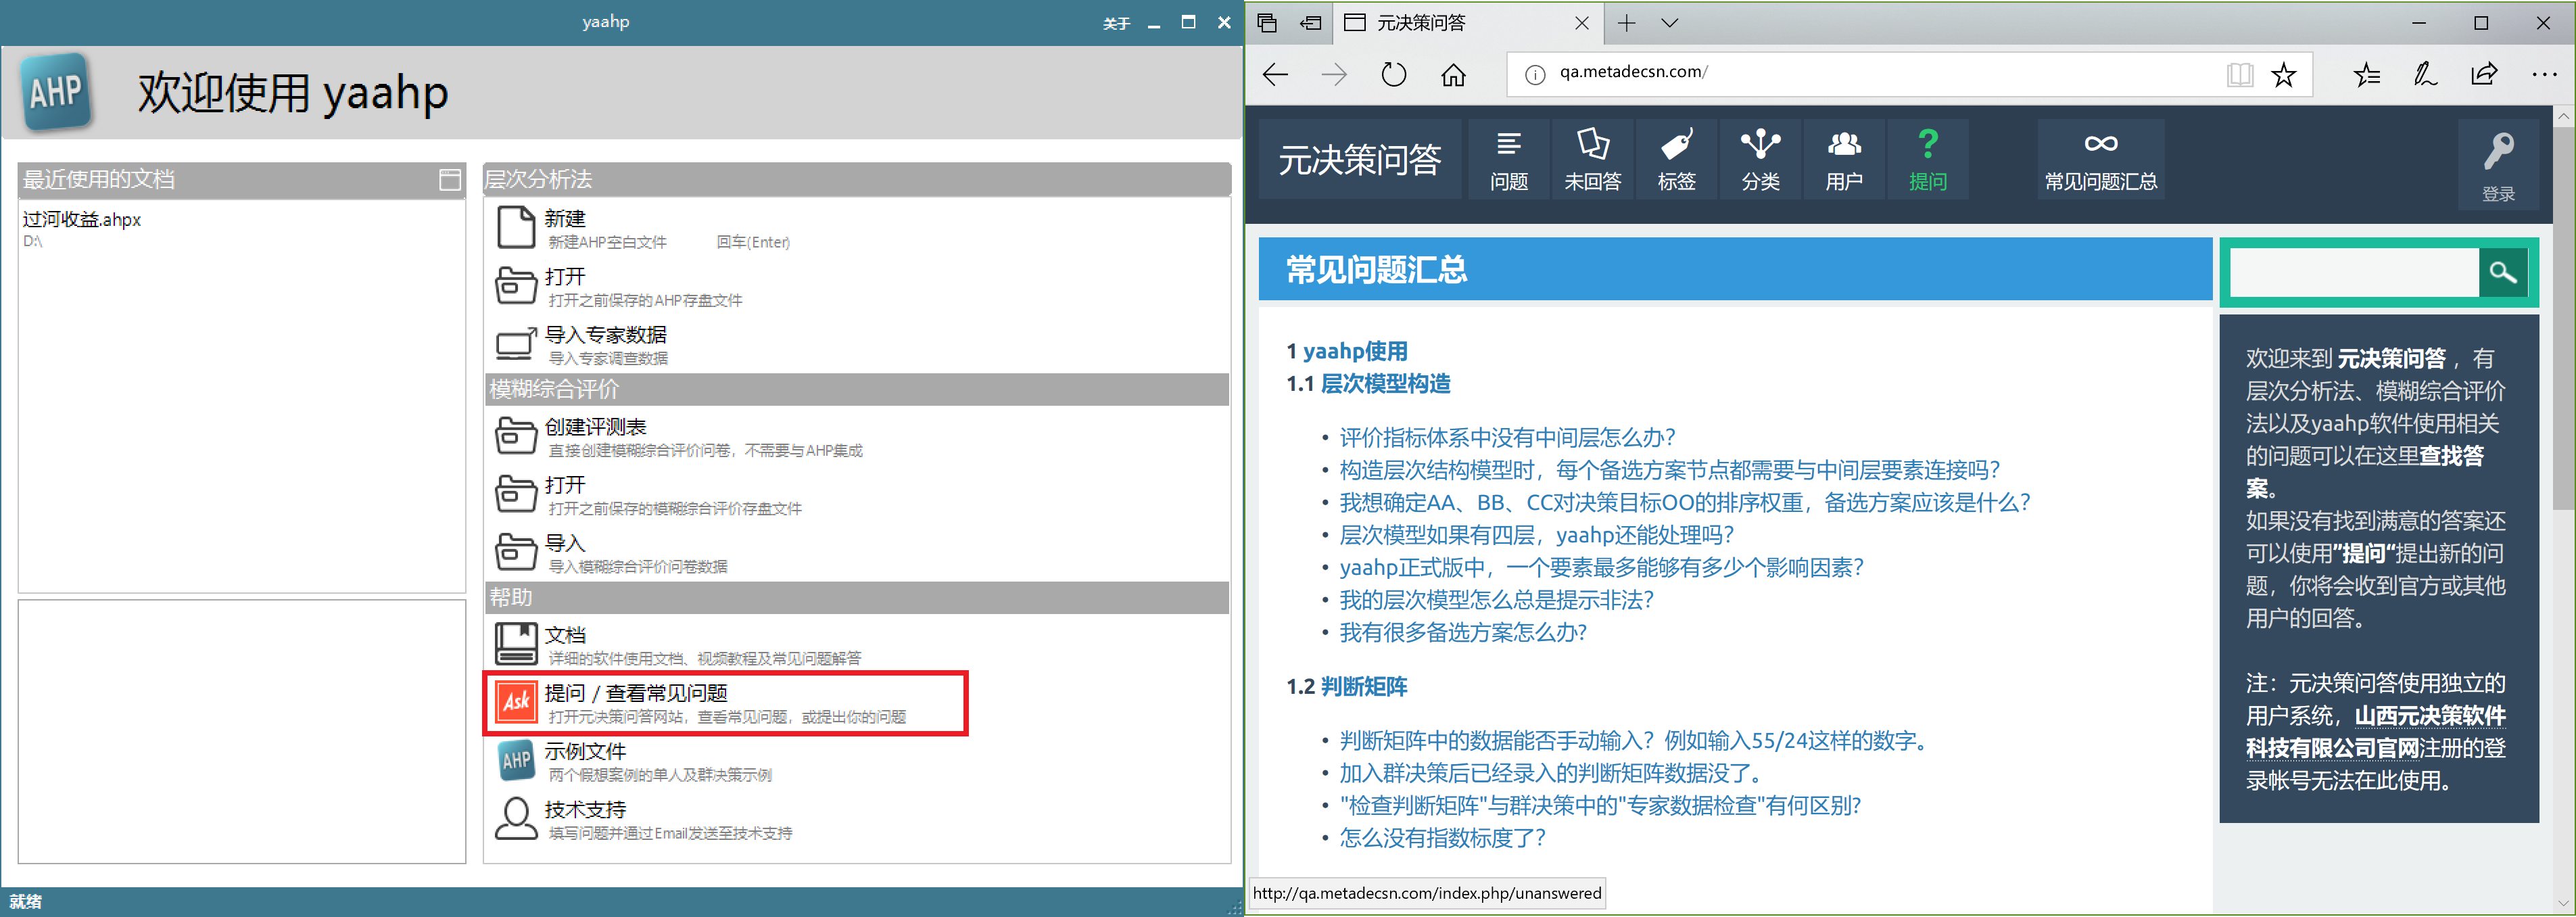 yaahp
关于
AHP
欢迎使用 yaahp
最近使用的文档
过河收益.ahpx
D:\
层次分析法
新建
新建AHP空白文件 回车(Enter)
打开
打开之前保存的AHP存盘文件
导入专家数据
导入专家调查数据
模糊综合评价
创建评测表
直接创建模糊综合评价问卷，不需要与AHP集成
打开
打开之前保存的模糊综合评价存盘文件
导入
导入模糊综合评价问卷数据
帮助
文档
详细的软件使用文档、视频教程及常见问题解答
Ask
提问 / 查看常见问题
打开元决策问答网站，查看常见问题，或提出你的问题
AHP
示例文件
两个假想案例的单人及群决策示例
技术支持
填写问题并通过Email发送至技术支持
就绪
元决策问答
qa.metadecsn.com/
元决策问答
问题
未回答
标签
分类
用户
提问
常见问题汇总
登录
常见问题汇总
1 yaahp使用
1.1 层次模型构造
• 评价指标体系中没有中间层怎么办？
• 构造层次结构模型时，每个备选方案节点都需要与中间层要素连接吗？
• 我想确定AA、BB、CC对决策目标OO的排序权重，备选方案应该是什么？
• 层次模型如果有四层，yaahp还能处理吗？
• yaahp正式版中，一个要素最多能够有多少个影响因素？
• 我的层次模型怎么总是提示非法？
• 我有很多备选方案怎么办？
1.2 判断矩阵
• 判断矩阵中的数据能否手动输入？例如输入55/24这样的数字。
• 加入群决策后已经录入的判断矩阵数据没了。
• "检查判断矩阵"与群决策中的"专家数据检查"有何区别？
• 怎么没有指数标度了？
http://qa.metadecsn.com/index.php/unanswered
欢迎来到 元决策问答 ，有
层次分析法、模糊综合评价
法以及yaahp软件使用相关
的问题可以在这里查找答
案。
如果没有找到满意的答案还
可以使用”提问“提出新的问
题，你将会收到官方或其他
用户的回答。
注：元决策问答使用独立的
用户系统，山西元决策软件
科技有限公司官网注册的登
录帐号无法在此使用。